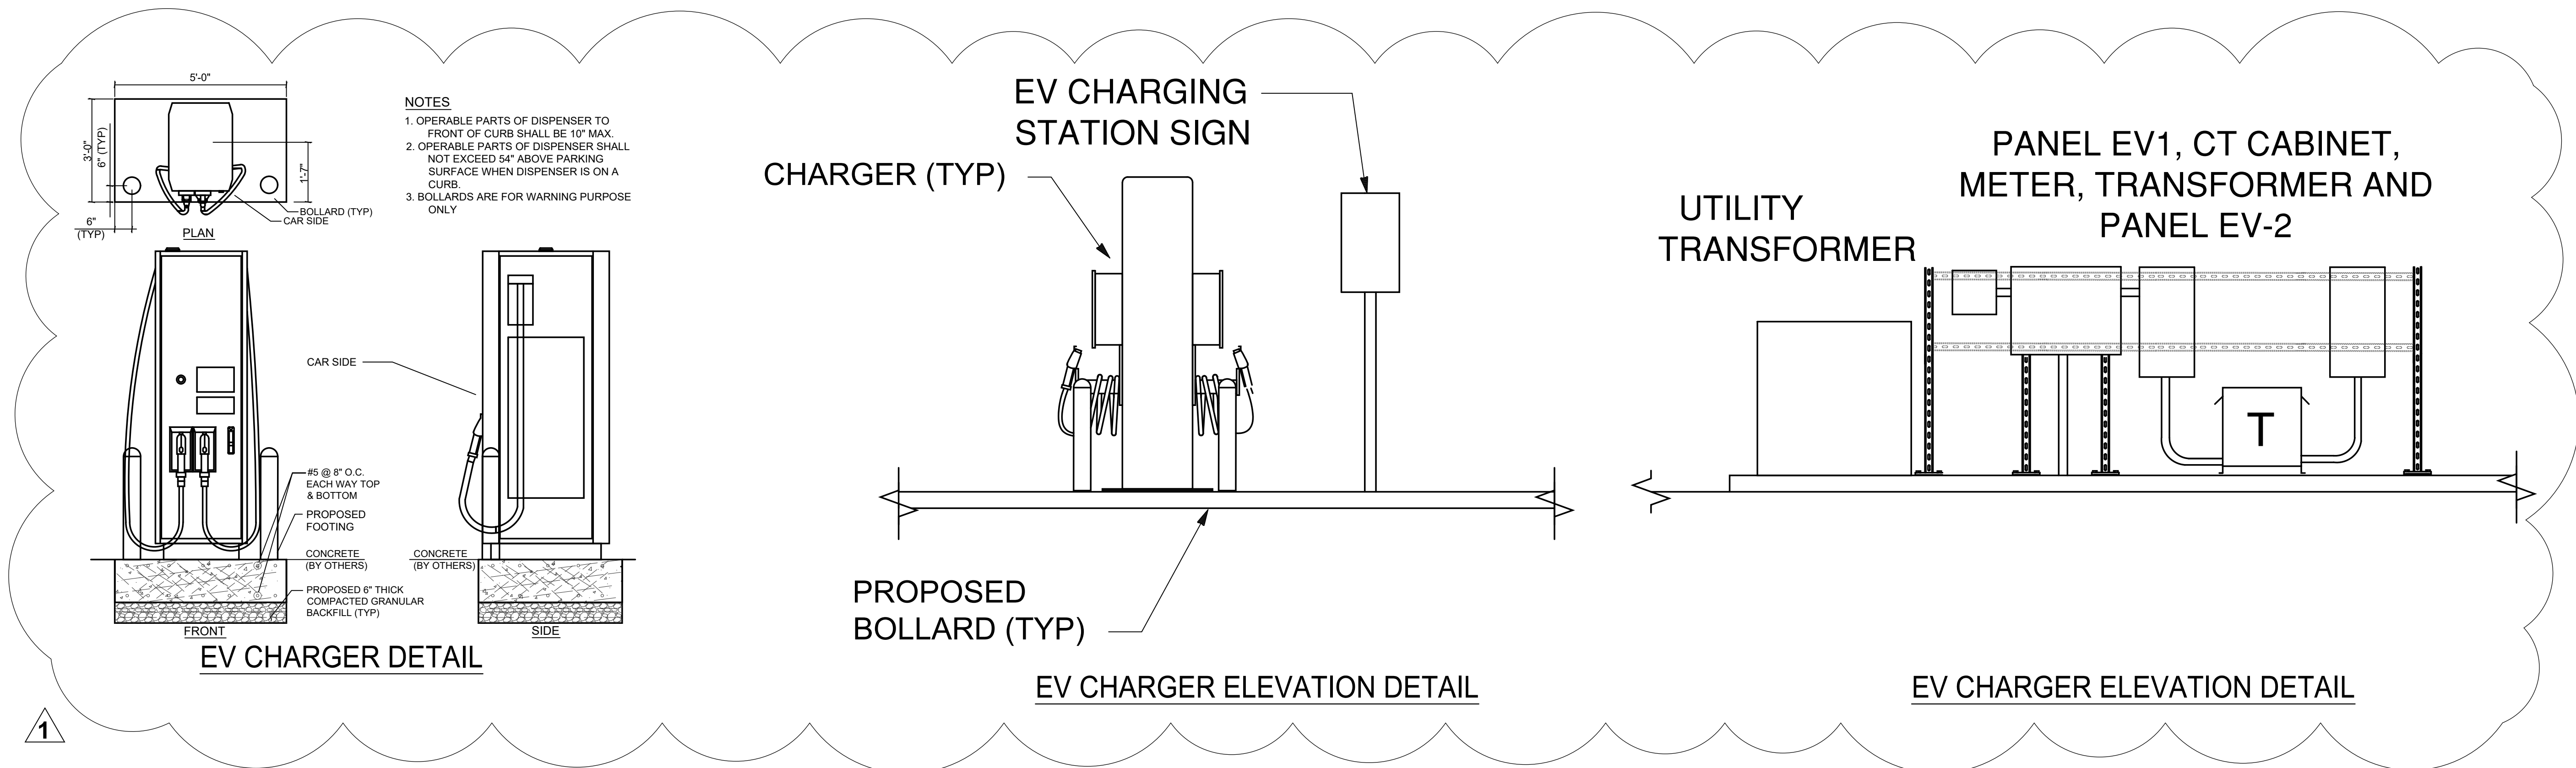 5'-0"
3'-0"
6" (TYP)
1'-7"
6"
(TYP)
BOLLARD (TYP)
CAR SIDE
PLAN
NOTES
1. OPERABLE PARTS OF DISPENSER TO
FRONT OF CURB SHALL BE 10" MAX.
2. OPERABLE PARTS OF DISPENSER SHALL
NOT EXCEED 54" ABOVE PARKING
SURFACE WHEN DISPENSER IS ON A
CURB.
3. BOLLARDS ARE FOR WARNING PURPOSE
ONLY
CAR SIDE
#5 @ 8" O.C.
EACH WAY TOP
& BOTTOM
PROPOSED
FOOTING
CONCRETE
(BY OTHERS)
CONCRETE
(BY OTHERS)
PROPOSED 6" THICK
COMPACTED GRANULAR
BACKFILL (TYP)
FRONT
SIDE
EV CHARGER DETAIL
1
EV CHARGING
STATION SIGN
CHARGER (TYP)
PROPOSED
BOLLARD (TYP)
EV CHARGER ELEVATION DETAIL
UTILITY
TRANSFORMER
PANEL EV1, CT CABINET,
METER, TRANSFORMER AND
PANEL EV-2
T
EV CHARGER ELEVATION DETAIL